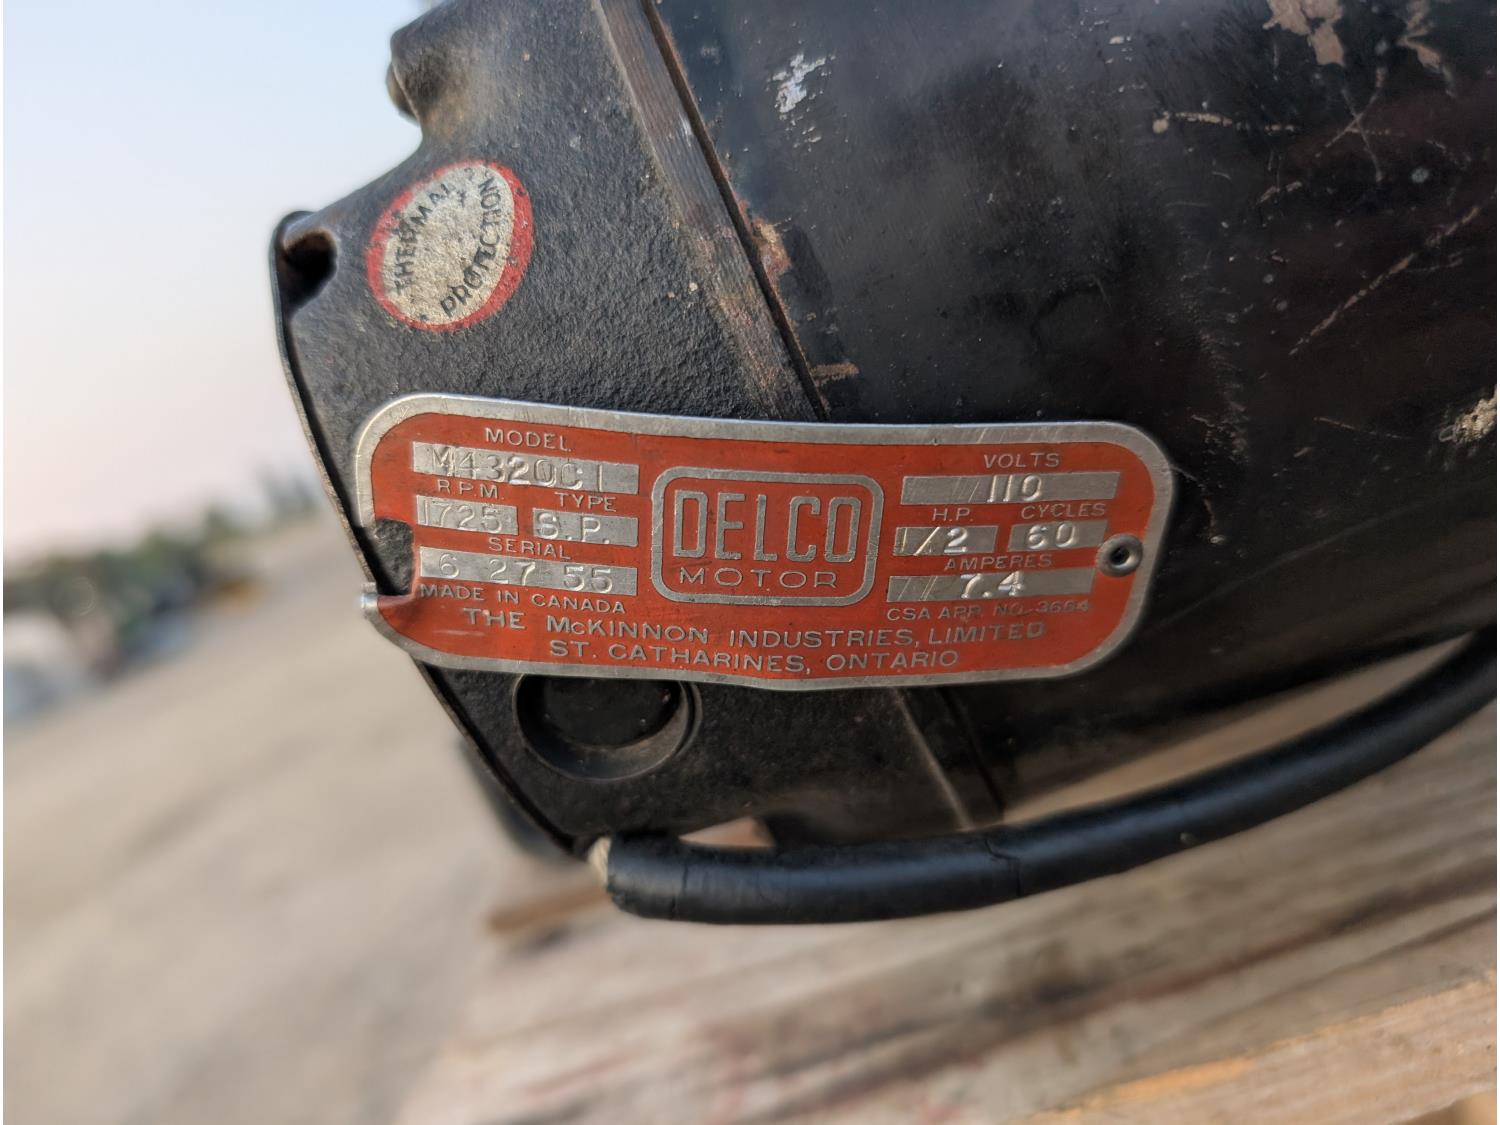 THERMAL
PROTECTION
MODEL
M4320C1
R.P.M. TYPE
1725 S.P.
SERIAL
6 27 55
MADE IN CANADA
DELCO
MOTOR
VOLTS
110
H.P. CYCLES
1/2 60
AMPERES
7.4
CSA APP. NO. 3664
THE McKINNON INDUSTRIES, LIMITED
ST. CATHARINES, ONTARIO